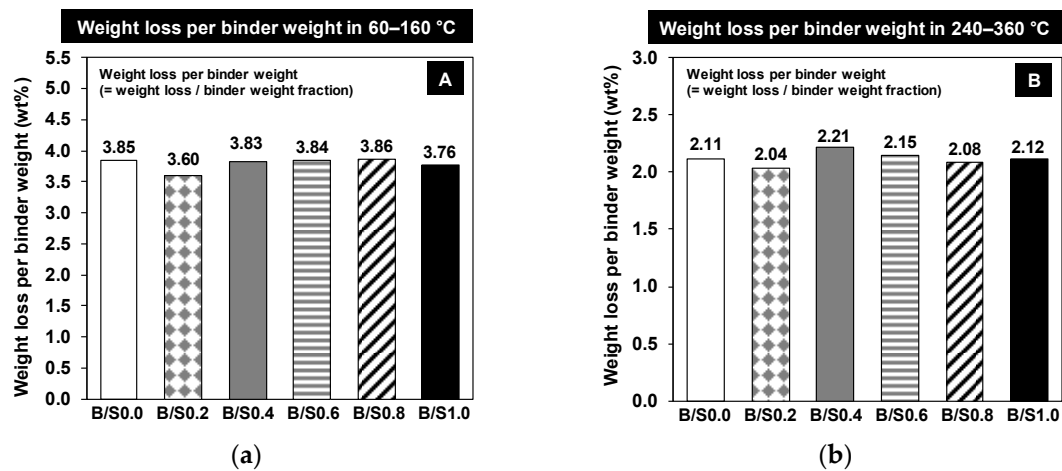 Weight loss per binder weight in 60–160 °C
Weight loss per binder weight (wt%)
5.5
5.0
4.5
4.0
3.5
3.0
2.5
2.0
1.5
1.0
0.5
0.0
Weight loss per binder weight
(= weight loss / binder weight fraction)
A
3.85
3.60
3.83
3.84
3.86
3.76
B/S0.0 B/S0.2 B/S0.4 B/S0.6 B/S0.8 B/S1.0
(a)
Weight loss per binder weight in 240–360 °C
Weight loss per binder weight (wt%)
3.0
2.5
2.0
1.5
1.0
0.5
0.0
Weight loss per binder weight
(= weight loss / binder weight fraction)
B
2.11
2.04
2.21
2.15
2.08
2.12
B/S0.0 B/S0.2 B/S0.4 B/S0.6 B/S0.8 B/S1.0
(b)